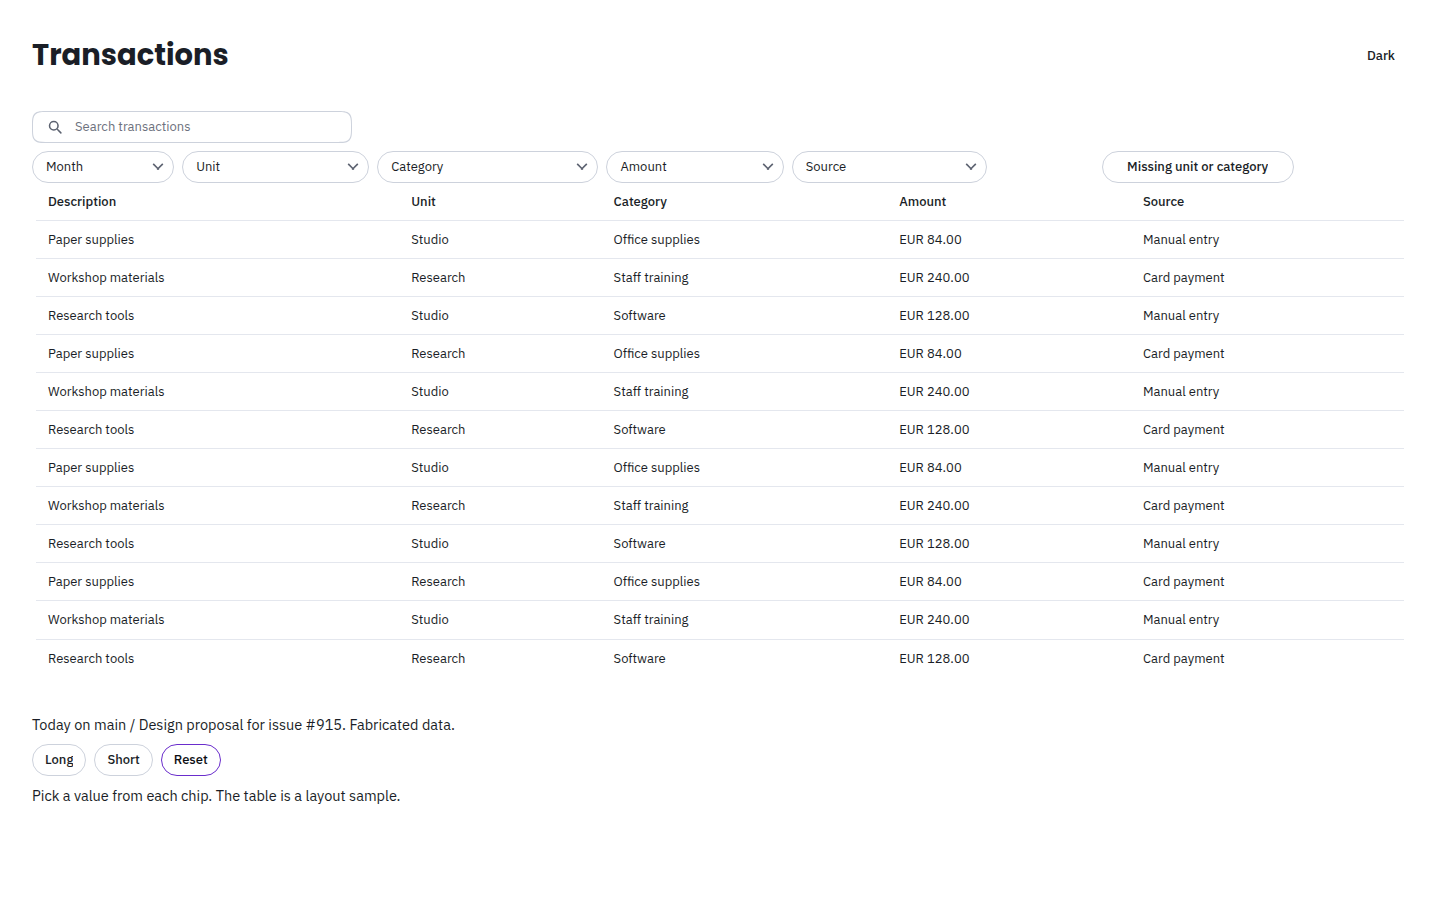 Transactions
Dark
Search transactions
Month Unit Category Amount Source Missing unit or category
Description Unit Category Amount Source
Paper supplies Studio Office supplies EUR 84.00 Manual entry
Workshop materials Research Staff training EUR 240.00 Card payment
Research tools Studio Software EUR 128.00 Manual entry
Paper supplies Research Office supplies EUR 84.00 Card payment
Workshop materials Studio Staff training EUR 240.00 Manual entry
Research tools Research Software EUR 128.00 Card payment
Paper supplies Studio Office supplies EUR 84.00 Manual entry
Workshop materials Research Staff training EUR 240.00 Card payment
Research tools Studio Software EUR 128.00 Manual entry
Paper supplies Research Office supplies EUR 84.00 Card payment
Workshop materials Studio Staff training EUR 240.00 Manual entry
Research tools Research Software EUR 128.00 Card payment
Today on main / Design proposal for issue #915. Fabricated data.
Long Short Reset
Pick a value from each chip. The table is a layout sample.